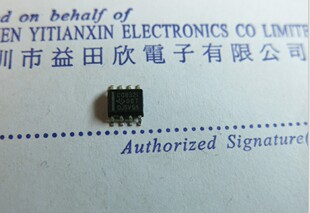 d on behalf of
EN YITIANXIN ELECTRONICS CO LIMITE
圳市益田欣電子有限公
Authorized Signature(